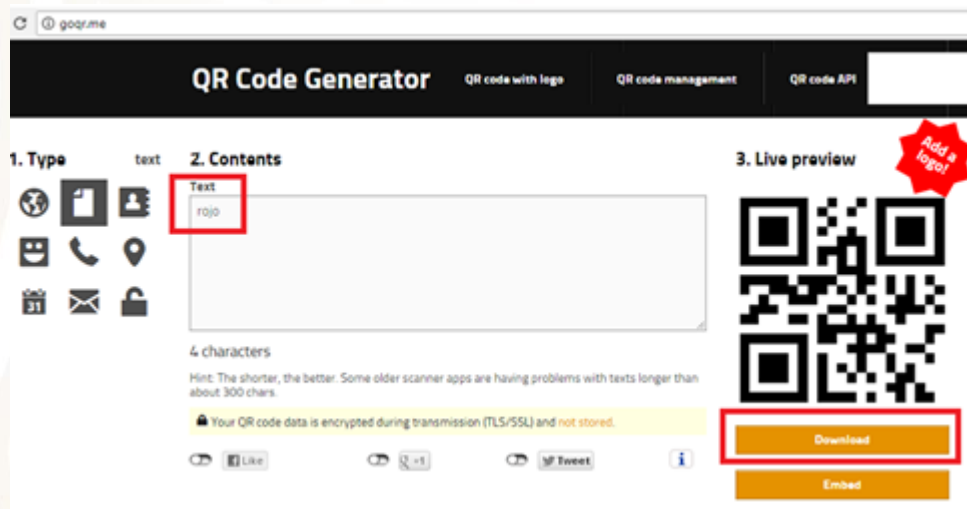 goqr.me
QR Code Generator
QR code with logo
QR code management
QR code API
1. Type
text
2. Contents
Text
rojo
31
4 characters
Hint: The shorter, the better. Some older scanner apps are having problems with texts longer than
about 300 chars.
Your QR code data is encrypted during transmission (TLS/SSL) and not stored.
Like
+1
Tweet
i
3. Live preview
Add a
logo!
Download
Embed